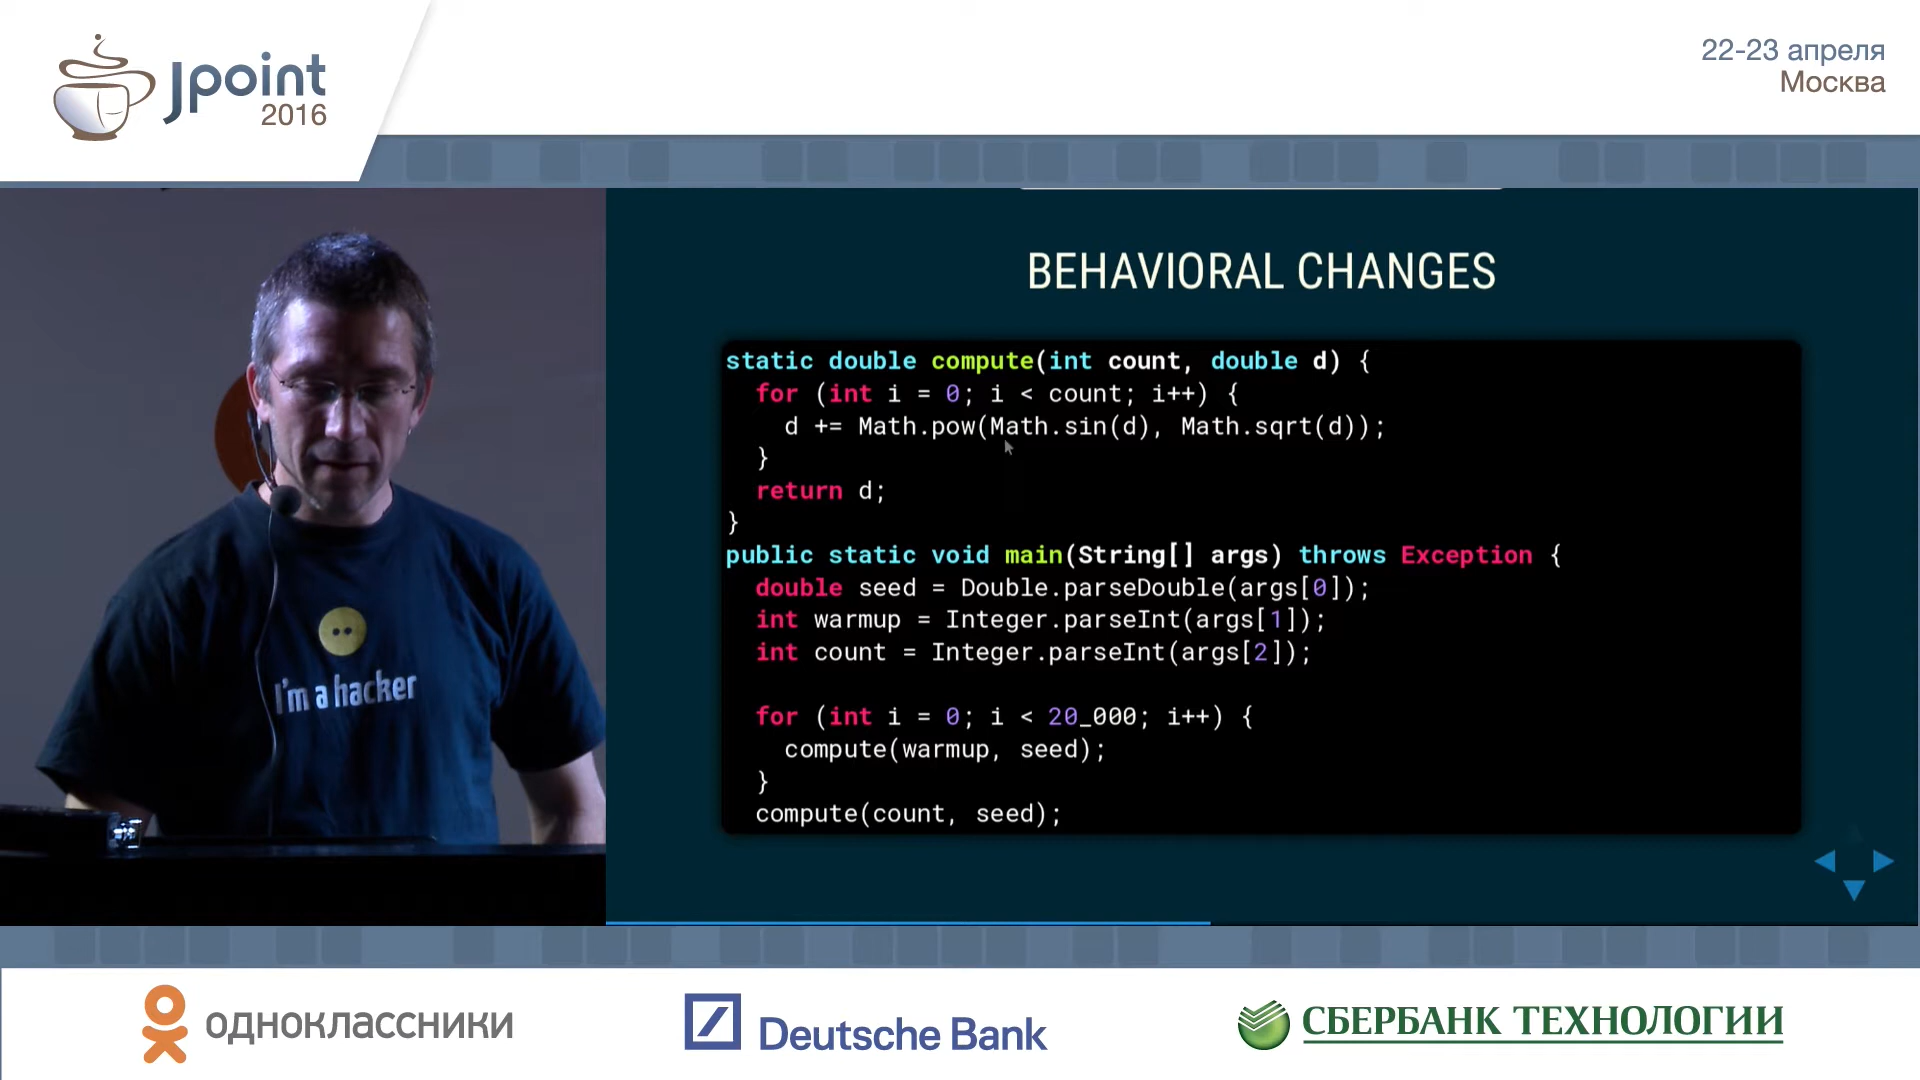 Jpoint
2016
22-23 апреля
Москва
I'm a hacker
BEHAVIORAL CHANGES
static double compute(int count, double d) {
  for (int i = 0; i < count; i++) {
    d += Math.pow(Math.sin(d), Math.sqrt(d));
  }
  return d;
}
public static void main(String[] args) throws Exception {
  double seed = Double.parseDouble(args[0]);
  int warmup = Integer.parseInt(args[1]);
  int count = Integer.parseInt(args[2]);

  for (int i = 0; i < 20_000; i++) {
    compute(warmup, seed);
  }
  compute(count, seed);
одноклассники
Deutsche Bank
СБЕРБАНК ТЕХНОЛОГИИ